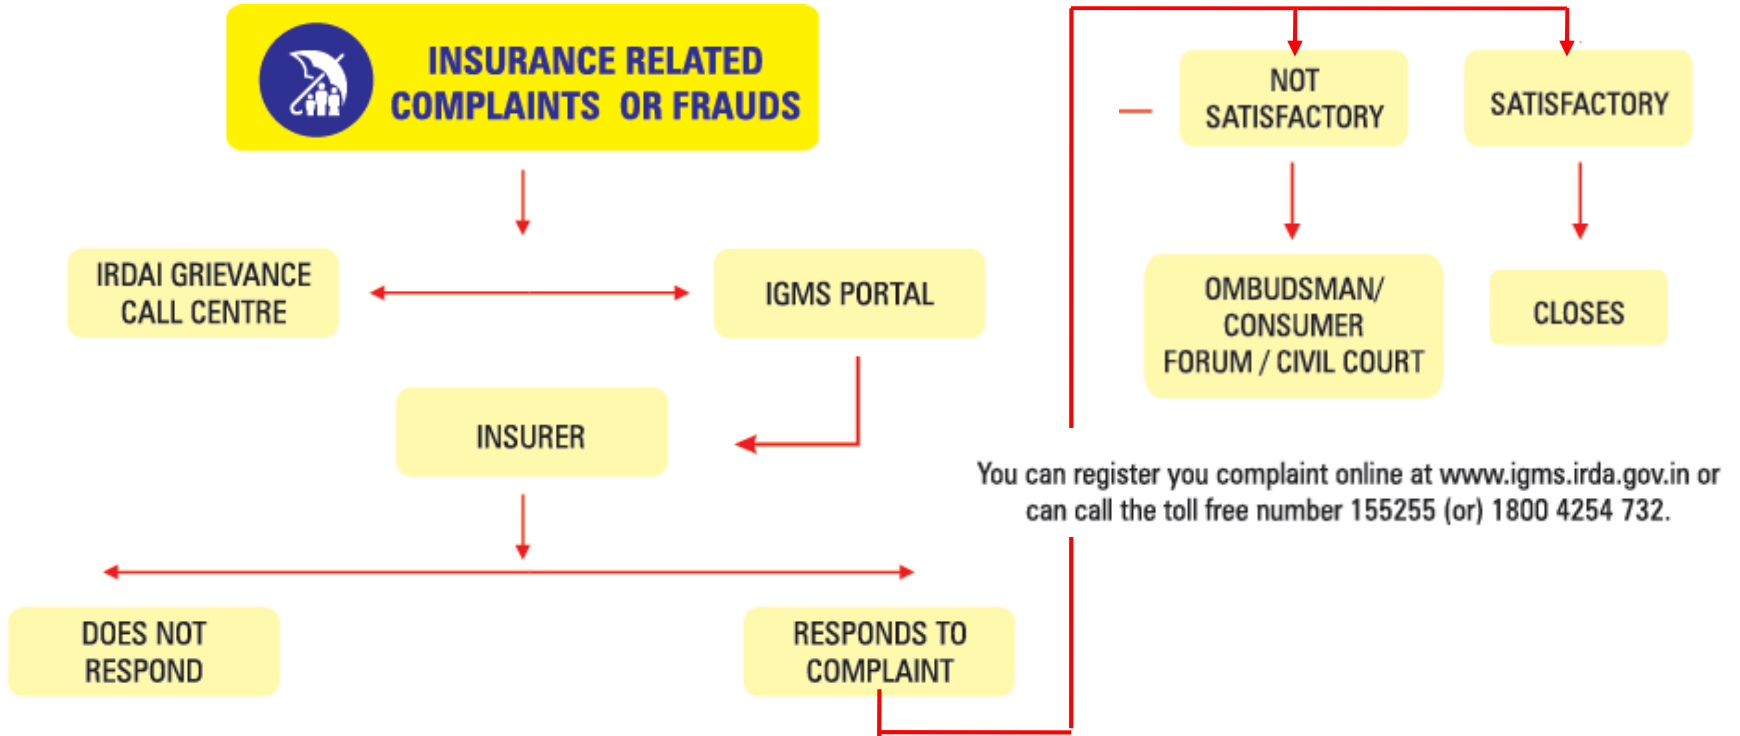 INSURANCE RELATED
COMPLAINTS OR FRAUDS
IRDAI GRIEVANCE
CALL CENTRE
IGMS PORTAL
INSURER
DOES NOT
RESPOND
RESPONDS TO
COMPLAINT
NOT
SATISFACTORY
SATISFACTORY
OMBUDSMAN/
CONSUMER
FORUM / CIVIL COURT
CLOSES
You can register you complaint online at www.igms.irda.gov.in or
can call the toll free number 155255 (or) 1800 4254 732.